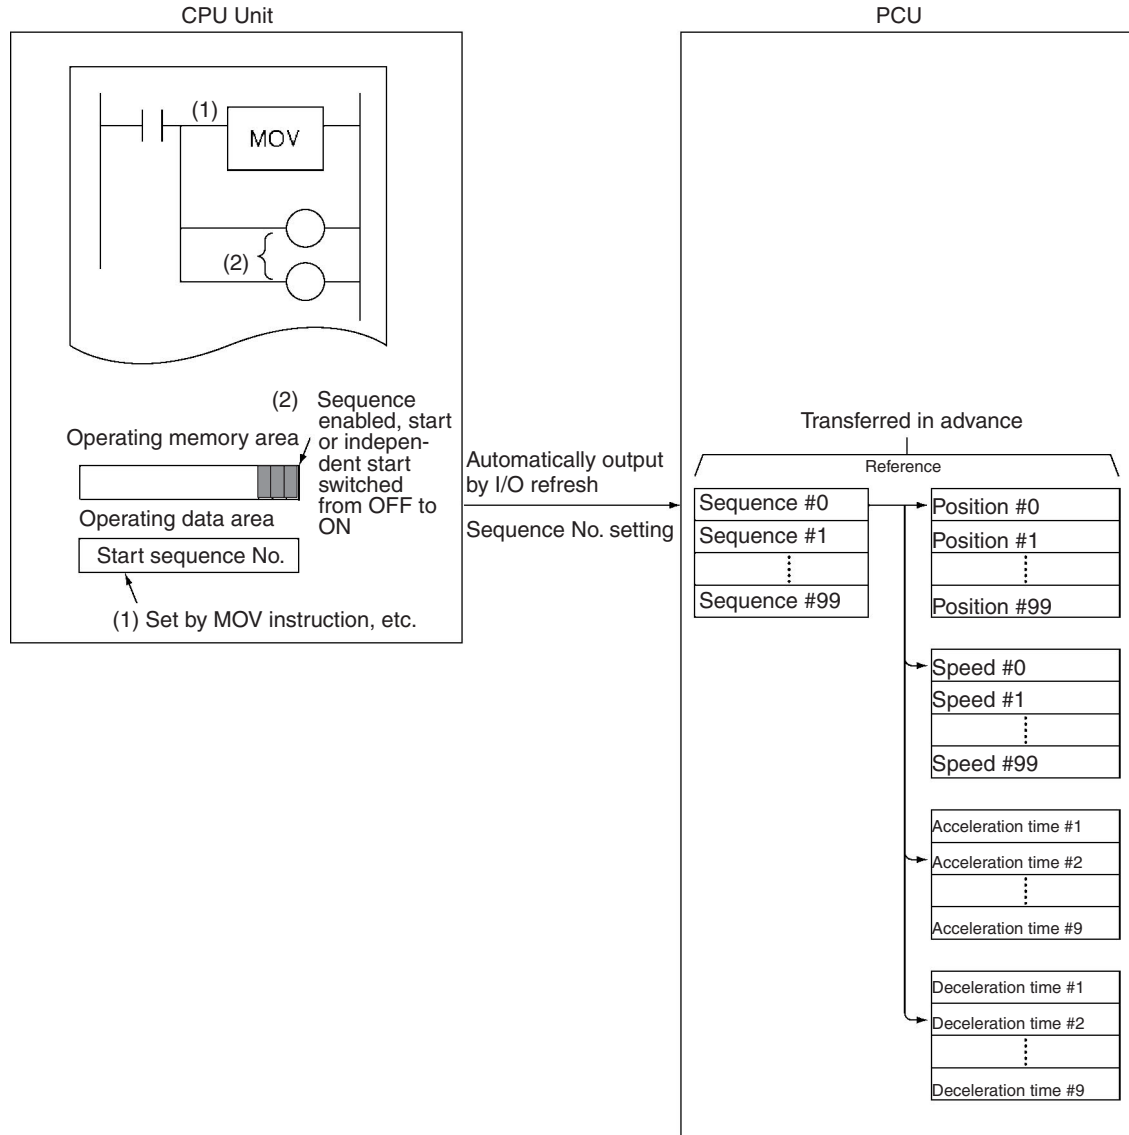 CPU Unit
PCU
(1)
MOV
(2)
(2) Sequence
enabled, start
or indepen-
dent start
switched
from OFF to
ON
Operating memory area
Operating data area
Start sequence No.
(1) Set by MOV instruction, etc.
Automatically output
by I/O refresh
Sequence No. setting
Transferred in advance
Reference
Sequence #0
Sequence #1
Sequence #99
Position #0
Position #1
Position #99
Speed #0
Speed #1
Speed #99
Acceleration time #1
Acceleration time #2
Acceleration time #9
Deceleration time #1
Deceleration time #2
Deceleration time #9